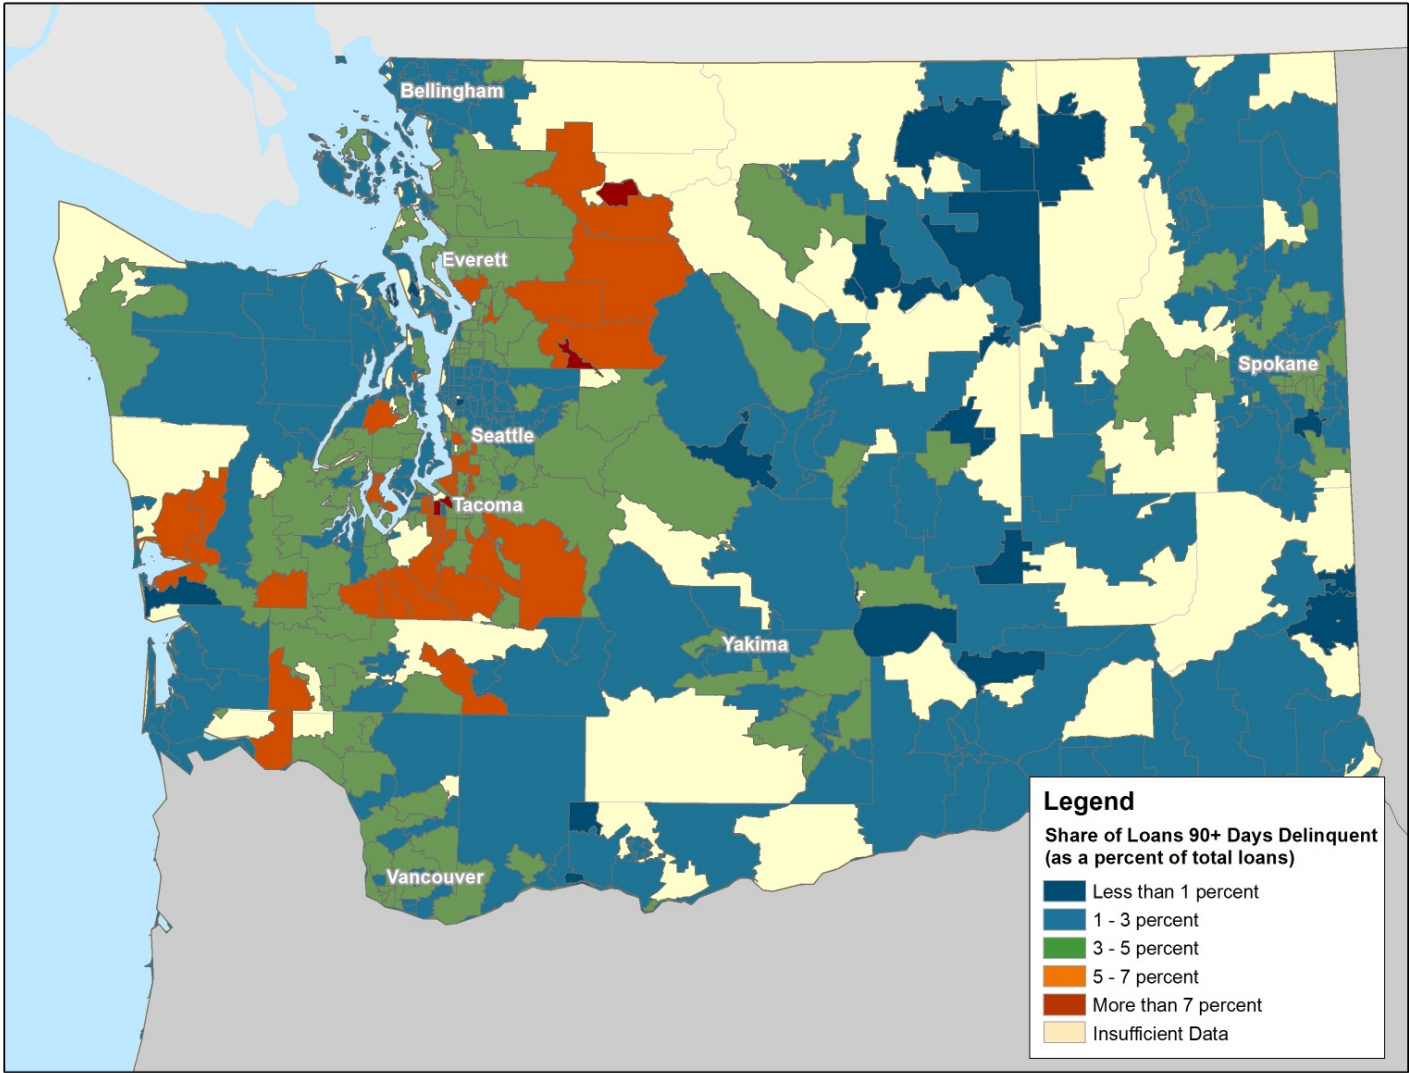 Bellingham
Everett
Spokane
Seattle
Tacoma
Yakima
Vancouver
Legend
Share of Loans 90+ Days Delinquent
(as a percent of total loans)
Less than 1 percent
1 - 3 percent
3 - 5 percent
5 - 7 percent
More than 7 percent
Insufficient Data